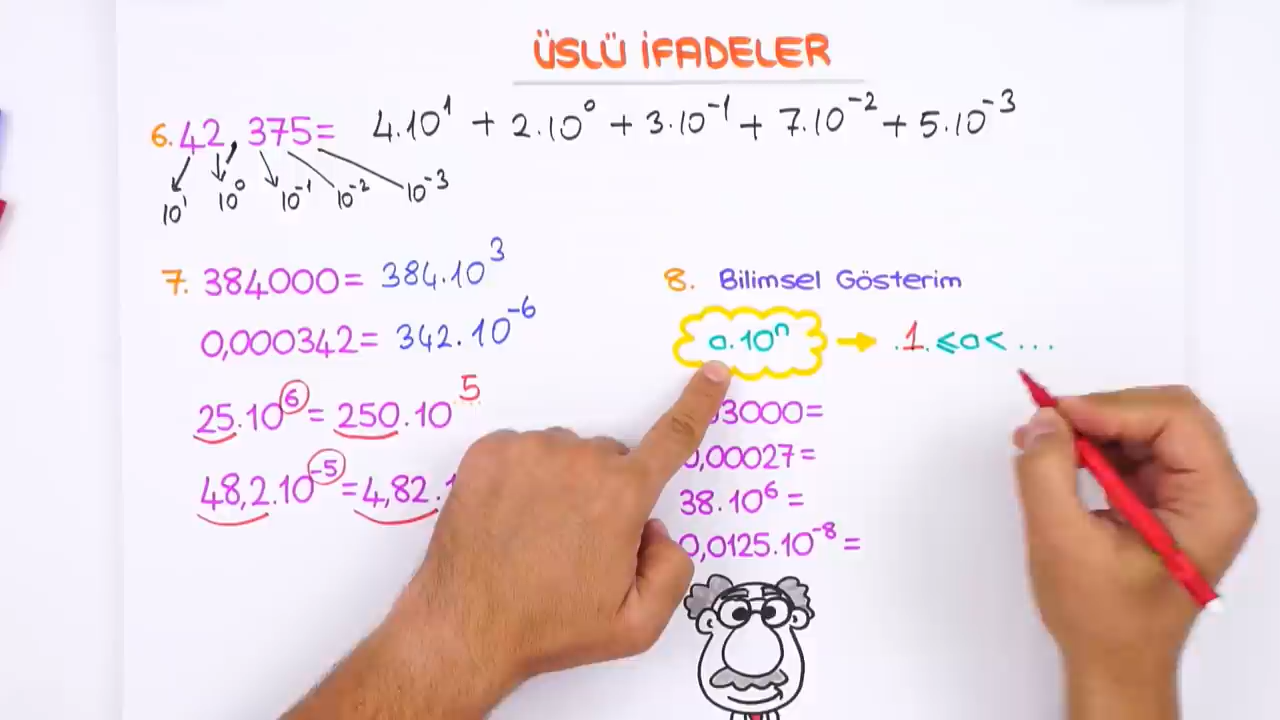 ÜSLÜ İFADELER
6. 42,375= 4.10¹ + 2.10⁰ + 3.10⁻¹ + 7.10⁻² + 5.10⁻³
10¹ 10⁰ 10⁻¹ 10⁻² 10⁻³
7. 384000= 384.10³
0,000342= 342.10⁻⁶
25.10⁶= 250.10⁵
48,2.10⁻⁵=4,82.
8. Bilimsel Gösterim
a.10ⁿ → .1. ⩽a< ...
3000=
0,00027=
38.10⁶=
0,0125.10⁻⁸=